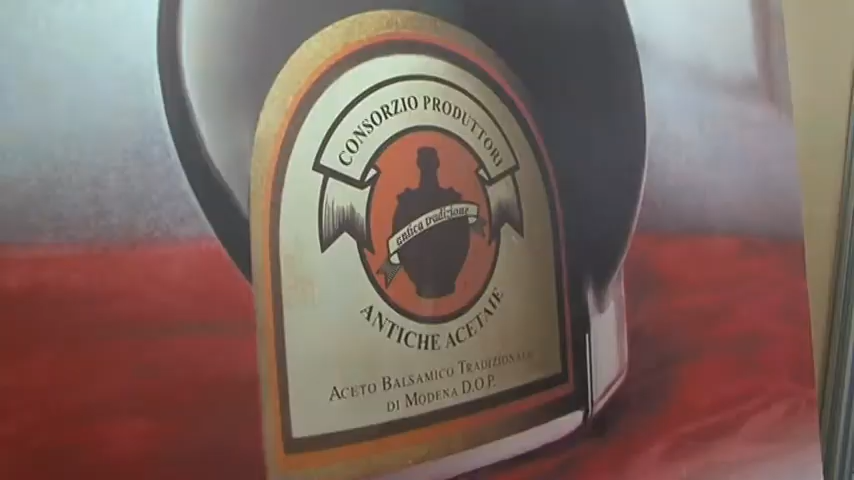 CONSORZIO PRODUTTORI
antica tradizione
ANTICHE ACETAIE
ACETO BALSAMICO TRADIZIONALE
DI MODENA D.O.P.